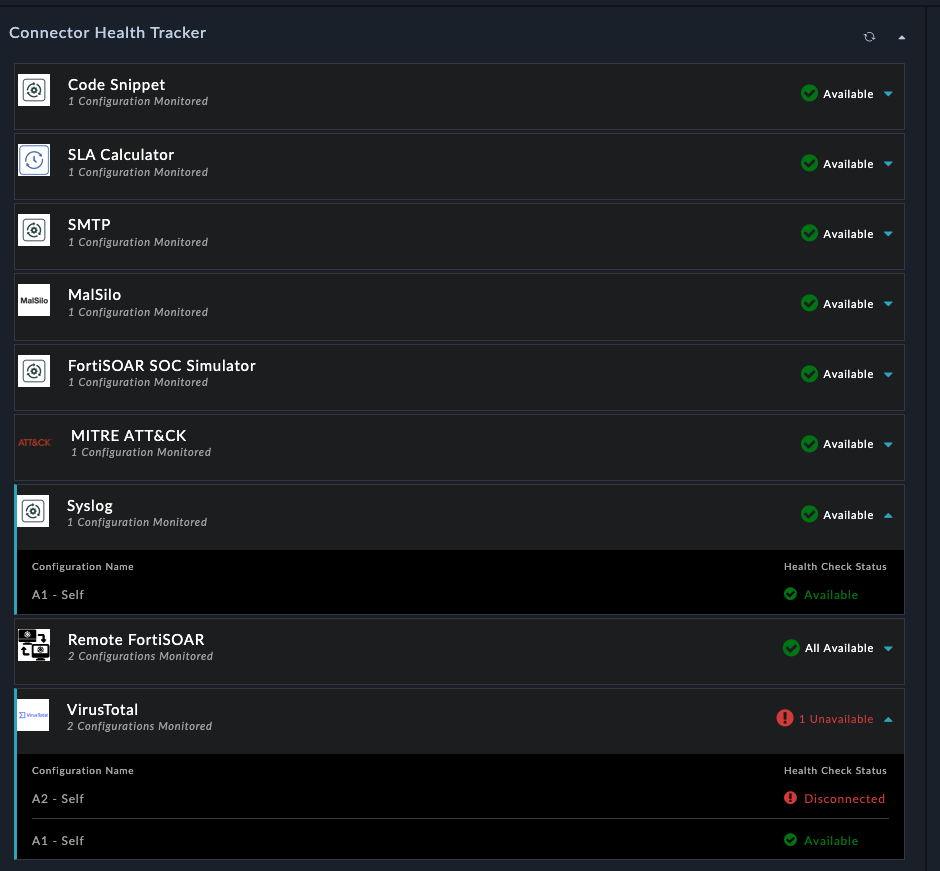 Connector Health Tracker
Code Snippet
1 Configuration Monitored
Available
SLA Calculator
1 Configuration Monitored
Available
SMTP
1 Configuration Monitored
Available
MalSilo
MalSilo
1 Configuration Monitored
Available
FortiSOAR SOC Simulator
1 Configuration Monitored
Available
ATT&CK
MITRE ATT&CK
1 Configuration Monitored
Available
Syslog
1 Configuration Monitored
Available
Configuration Name Health Check Status
A1 - Self Available
Remote FortiSOAR
2 Configurations Monitored
All Available
VirusTotal
VirusTotal
2 Configurations Monitored
1 Unavailable
Configuration Name Health Check Status
A2 - Self Disconnected
A1 - Self Available